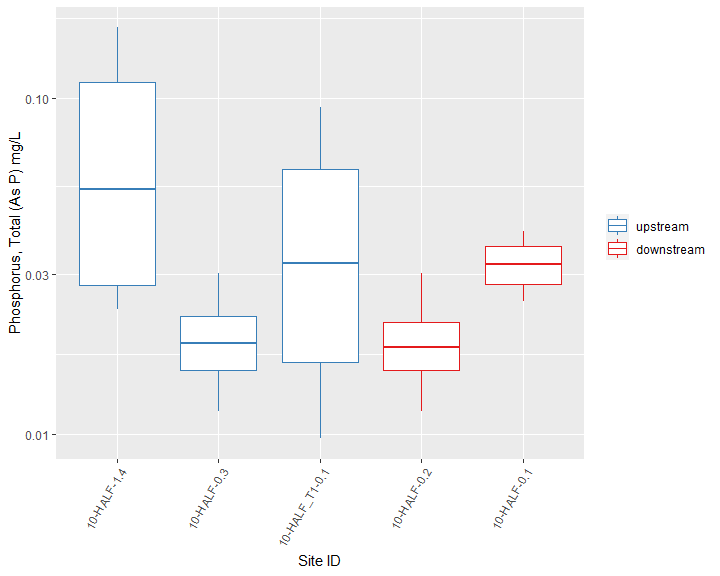 Phosphorus, Total (As P) mg/L
0.10
0.03
0.01
10-HALF-1.4
10-HALF-0.3
10-HALF_T1-0.1
10-HALF-0.2
10-HALF-0.1
Site ID
upstream
downstream